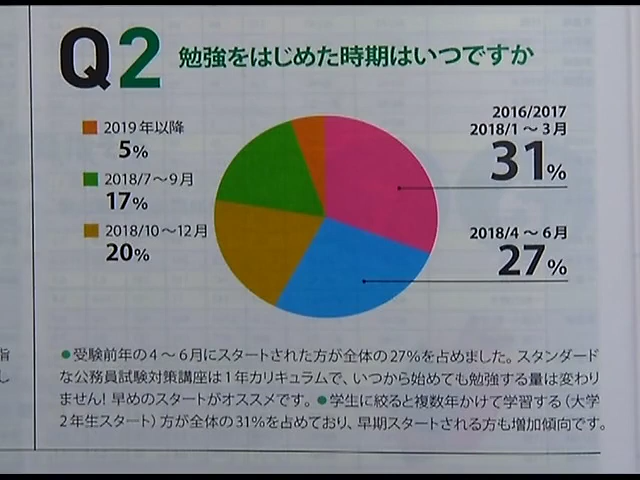 Q2 勉強をはじめた時期はいつですか
2019年以降
5%
2018/7～9月
17%
2018/10～12月
20%
2016/2017
2018/1～3月
31%
2018/4～6月
27%
●受験前年の4～6月にスタートされた方が全体の27%を占めました。スタンダード
な公務員試験対策講座は1年カリキュラムで、いつから始めても勉強する量は変わり
ません! 早めのスタートがオススメです。●学生に絞ると複数年かけて学習する(大学
2年生スタート)方が全体の31%を占めており、早期スタートされる方も増加傾向です。
指
し